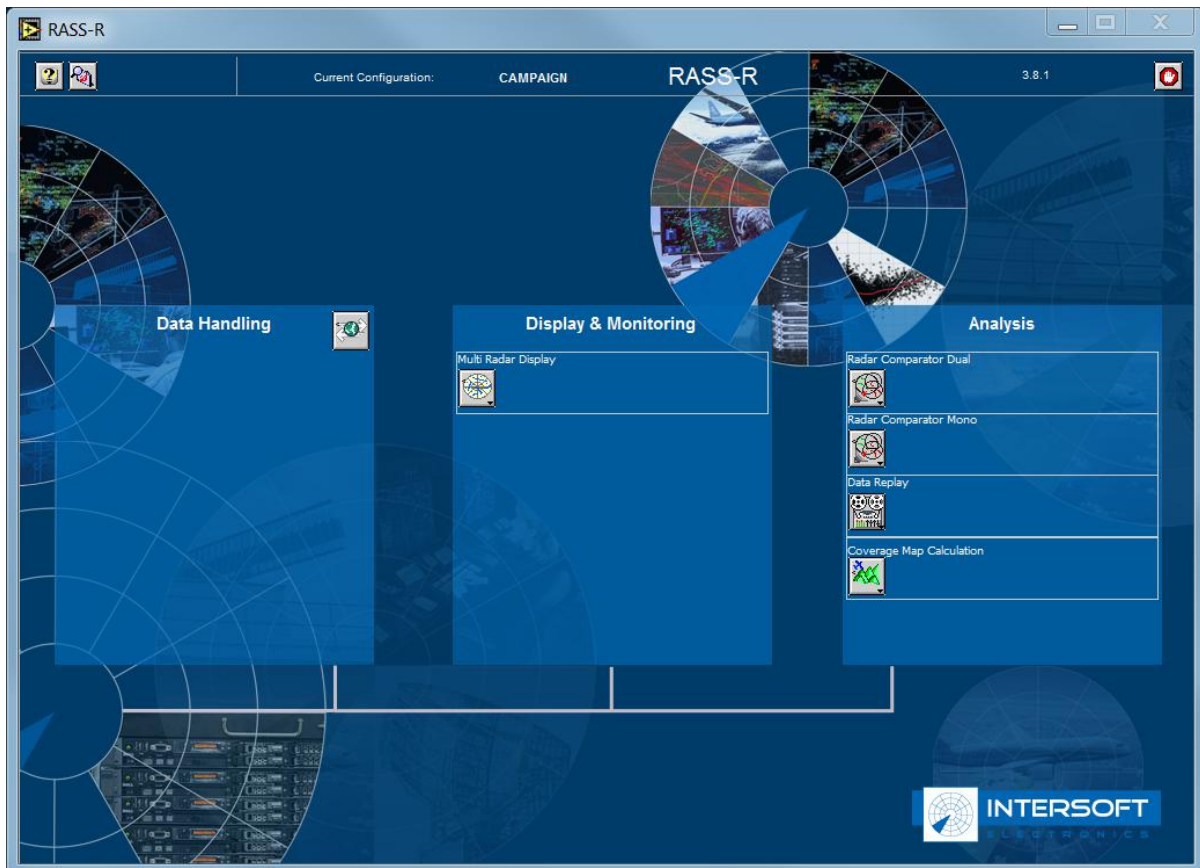 RASS-R
Current Configuration:
CAMPAIGN
RASS-R
3.8.1
Data Handling
Display & Monitoring
Analysis
Multi Radar Display
Radar Comparator Dual
Radar Comparator Mono
Data Replay
Coverage Map Calculation
INTERSOFT
ELECTRONICS